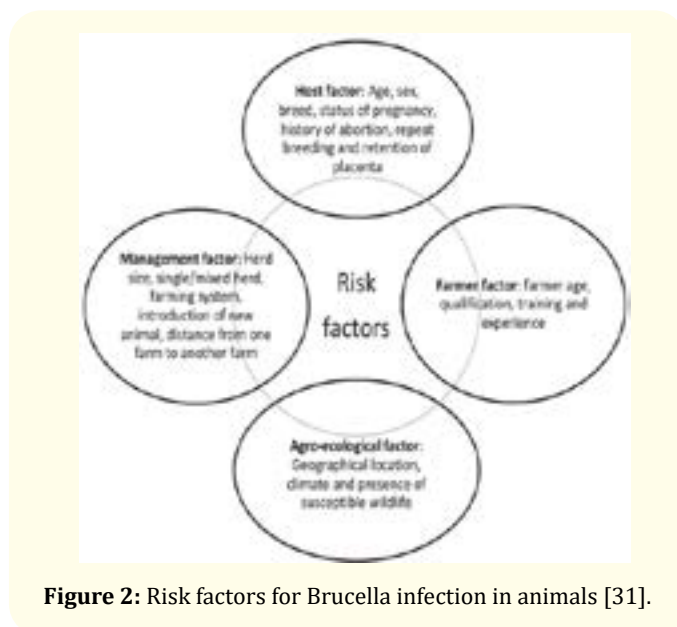 Host factor: Age, sex,
breed, status of pregnancy,
history of abortion, repeat
breeding and retention of
placenta
Management factor: Herd
size, single/mixed herd,
farming system,
introduction of new
animal, distance from one
farm to another farm
Risk
factors
Farmer factor: Farmer age,
qualification, training and
experience
Agro-ecological factor:
Geographical location,
climate and presence of
susceptible wildlife
Figure 2: Risk factors for Brucella infection in animals [31].